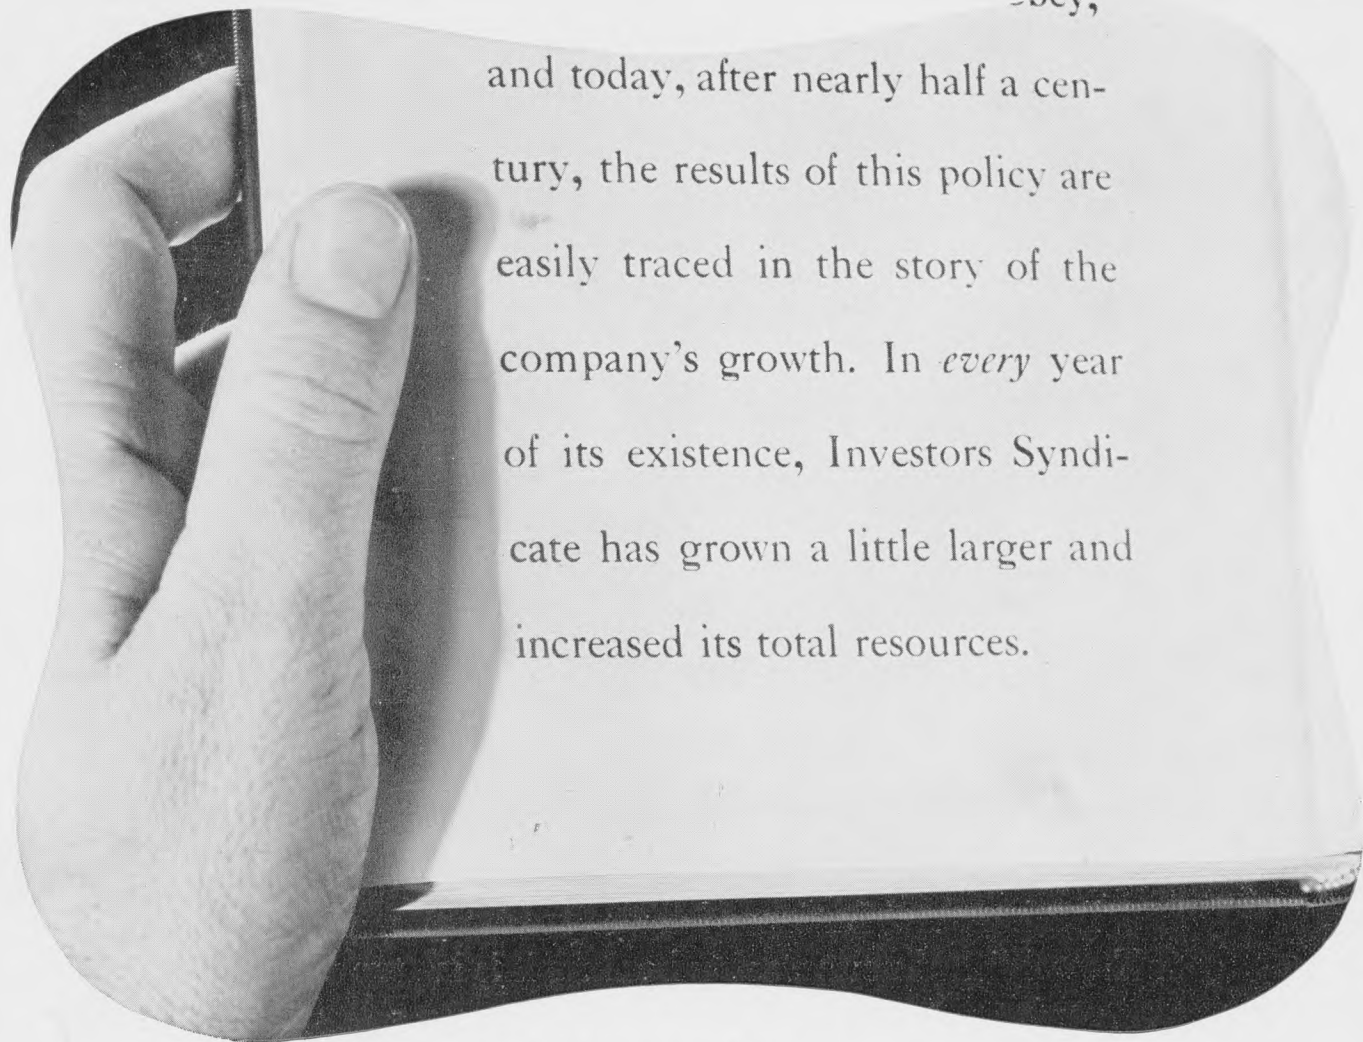 and today, after nearly half a cen-
tury, the results of this policy are
easily traced in the story of the
company's growth. In every year
of its existence, Investors Syndi-
cate has grown a little larger and
increased its total resources.